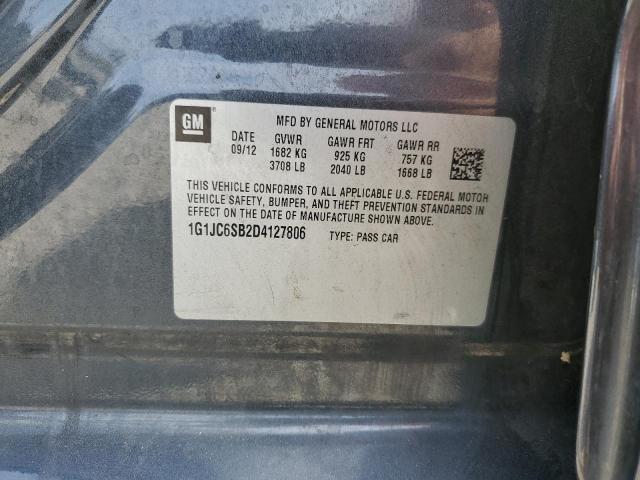 GM
MFD BY GENERAL MOTORS LLC
DATE GVWR GAWR FRT GAWR RR
09/12 1682 KG 925 KG 757 KG
3708 LB 2040 LB 1668 LB
THIS VEHICLE CONFORMS TO ALL APPLICABLE U.S. FEDERAL MOTOR
VEHICLE SAFETY, BUMPER, AND THEFT PREVENTION STANDARDS IN
EFFECT ON THE DATE OF MANUFACTURE SHOWN ABOVE.
1G1JC6SB2D4127806 TYPE: PASS CAR